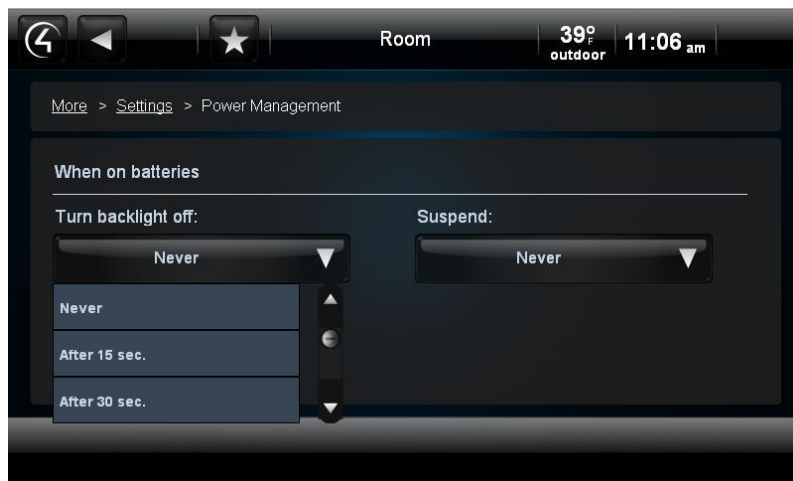 Room
39°F
outdoor
11:06 am
More > Settings > Power Management
When on batteries
Turn backlight off:
Suspend:
Never
Never
Never
After 15 sec.
After 30 sec.